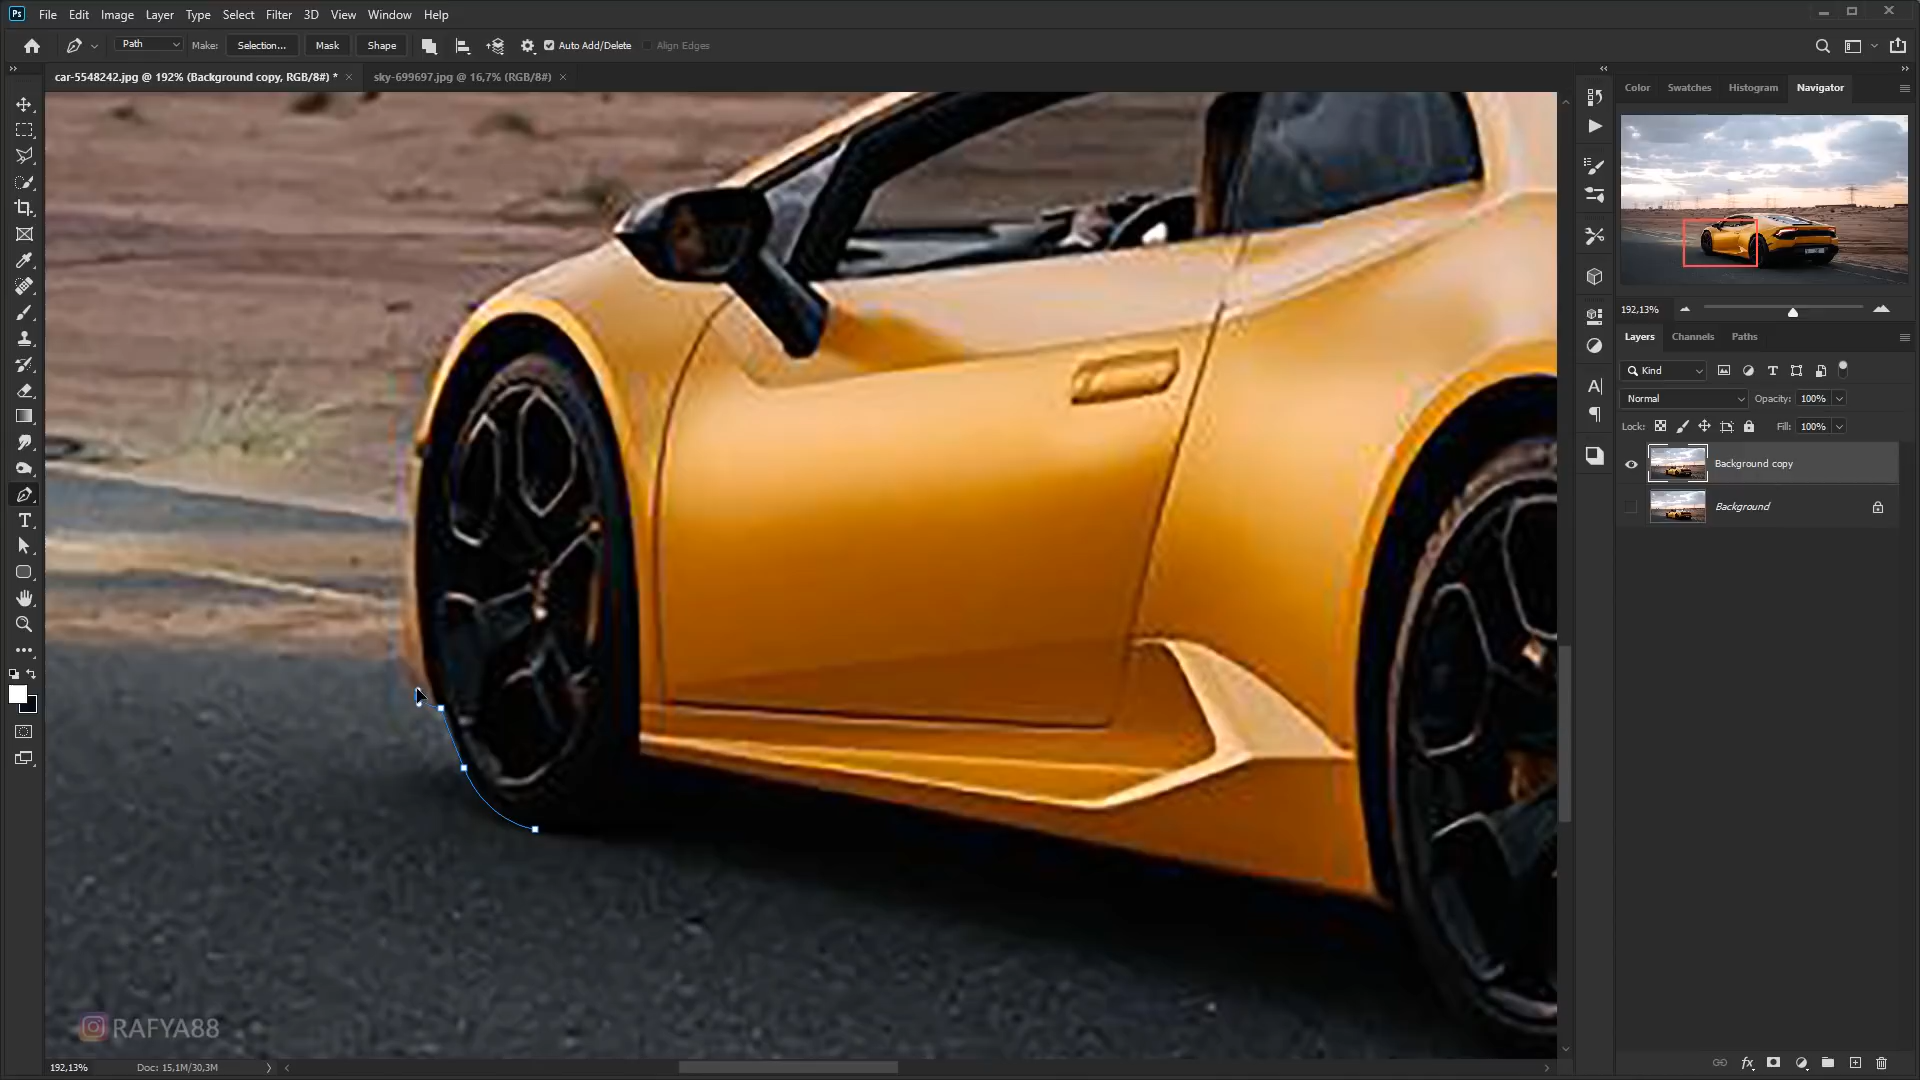 Ps File Edit Image Layer Type Select Filter 3D View Window Help
Path Make: Selection... Mask Shape Auto Add/Delete Align Edges
car-5548242.jpg @ 192% (Background copy, RGB/8#) * × sky-699697.jpg @ 16,7% (RGB/8#) ×
Color Swatches Histogram Navigator
192,13%
Layers Channels Paths
Kind
Normal Opacity: 100%
Lock: Fill: 100%
Background copy
Background
RAFYA88
192,13% Doc: 15,1M/30,3M